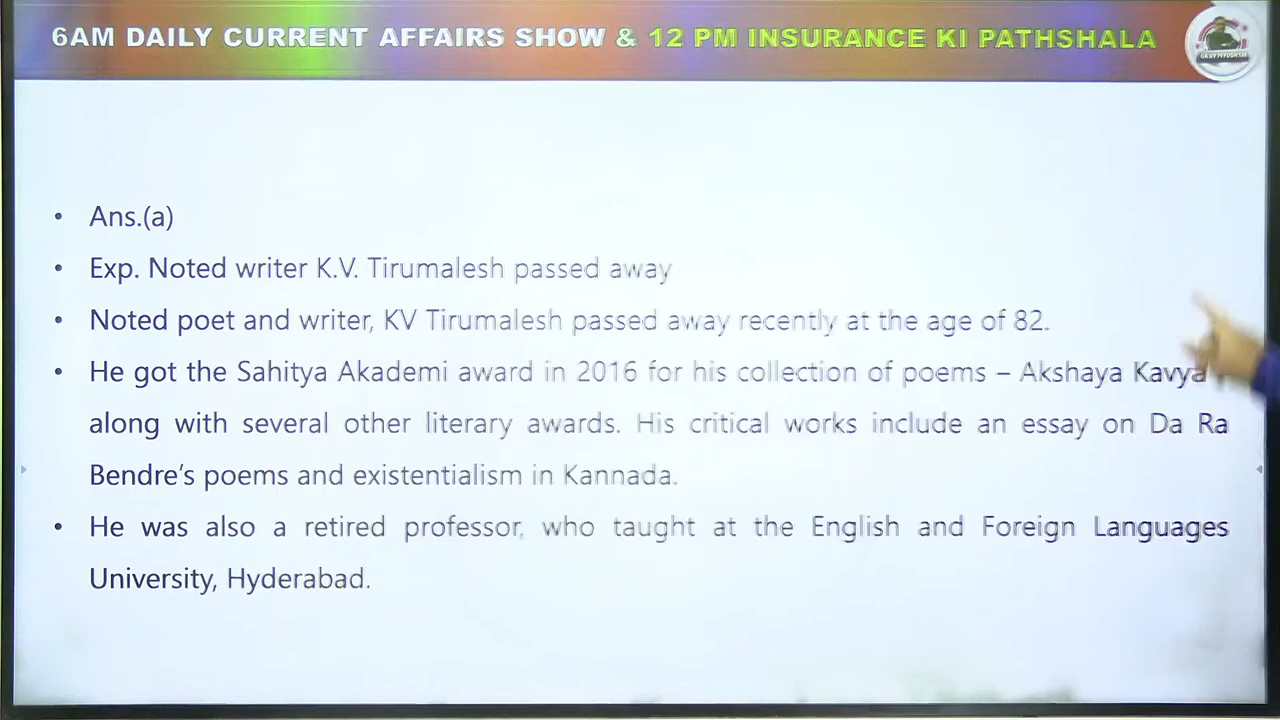 6AM DAILY CURRENT AFFAIRS SHOW & 12 PM INSURANCE KI PATHSHALA
• Ans.(a)
• Exp. Noted writer K.V. Tirumalesh passed away
• Noted poet and writer, KV Tirumalesh passed away recently at the age of 82.
• He got the Sahitya Akademi award in 2016 for his collection of poems – Akshaya Kavya
along with several other literary awards. His critical works include an essay on Da Ra
Bendre's poems and existentialism in Kannada.
• He was also a retired professor, who taught at the English and Foreign Languages
University, Hyderabad.